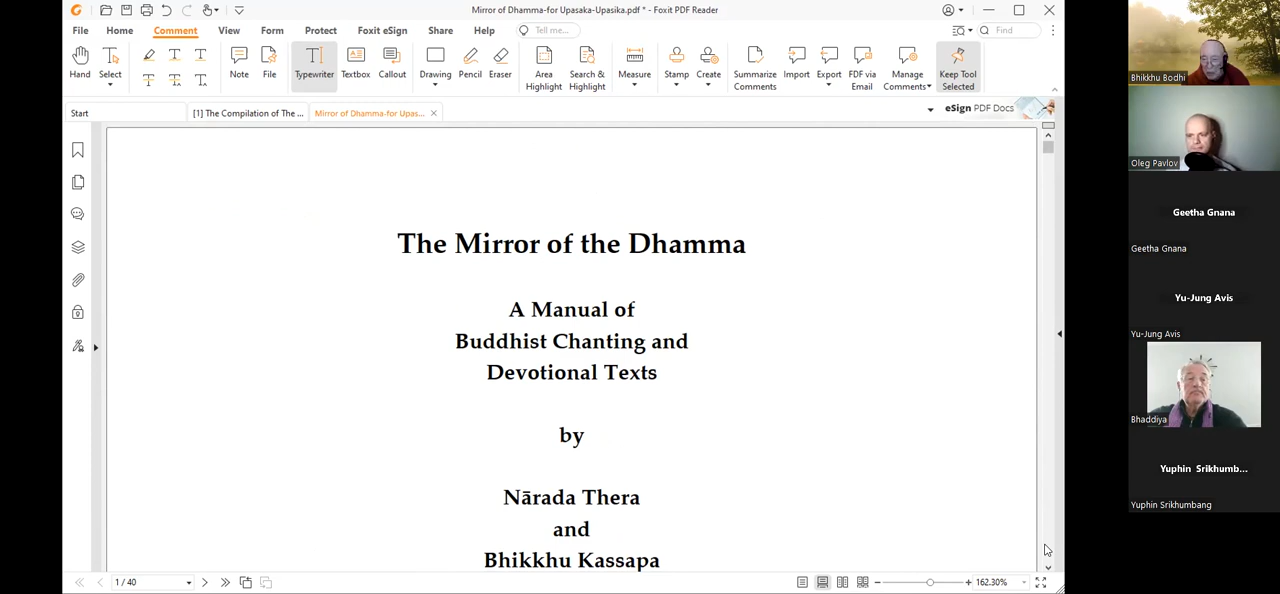 Mirror of Dhamma-for Upasaka-Upasika.pdf * - Foxit PDF Reader
File Home Comment View Form Protect Foxit eSign Share Help Tell me... Find
Hand Select Note File Typewriter Textbox Callout Drawing Pencil Eraser Area Highlight Search & Highlight Measure Stamp Create Summarize Comments Import Export FDF via Email Manage Comments Keep Tool Selected
Start [1] The Compilation of The ... Mirror of Dhamma-for Upas... eSign PDF Docs
The Mirror of the Dhamma
A Manual of
Buddhist Chanting and
Devotional Texts
by
Nārada Thera
and
Bhikkhu Kassapa
1 / 40 162.30%
Bhikkhu Bodhi
Oleg Pavlov
Geetha Gnana
Geetha Gnana
Yu-Jung Avis
Yu-Jung Avis
Bhaddiya
Yuphin Srikhumb...
Yuphin Srikhumbang